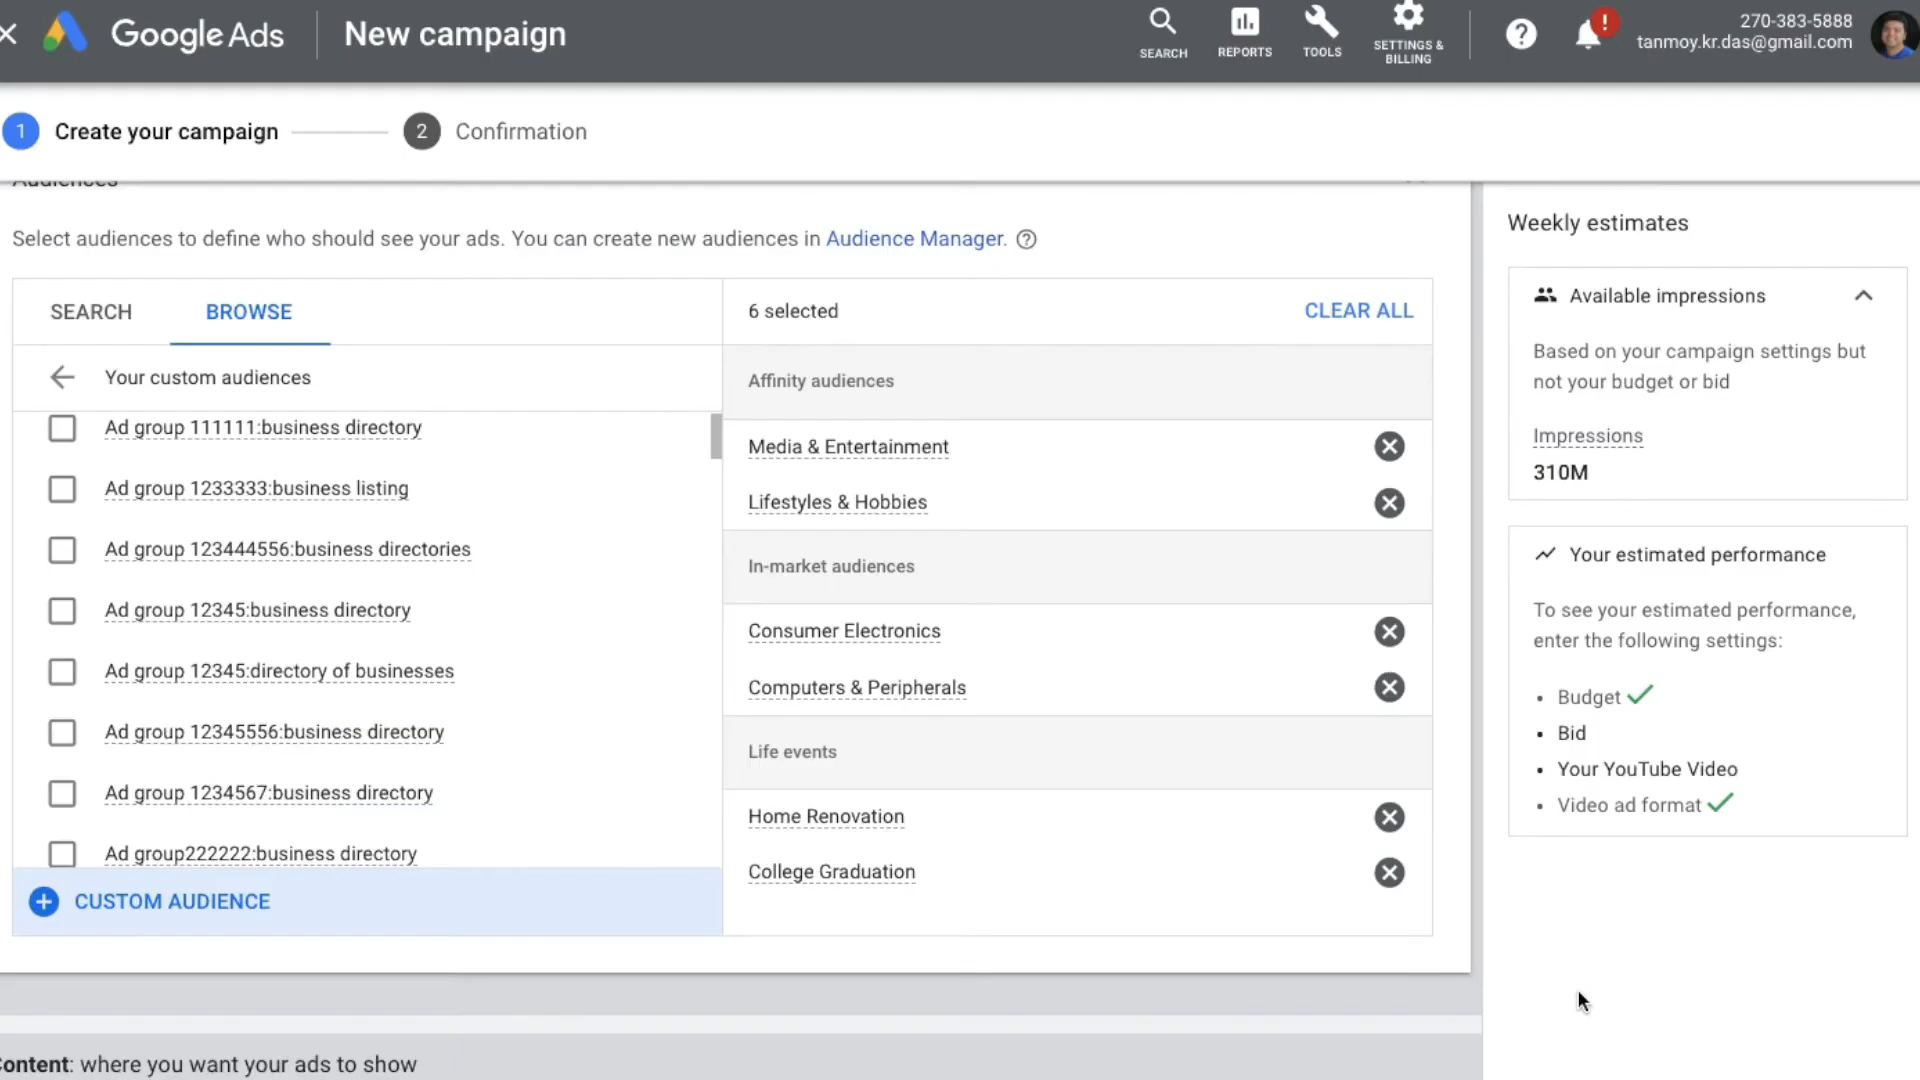 Google Ads
New campaign
SEARCH
REPORTS
TOOLS
SETTINGS &
BILLING
?
!
270-383-5888
tanmoy.kr.das@gmail.com
1
Create your campaign
2
Confirmation
Audiences
Select audiences to define who should see your ads. You can create new audiences in Audience Manager. ?
SEARCH
BROWSE
Your custom audiences
Ad group 111111:business directory
Ad group 1233333:business listing
Ad group 123444556:business directories
Ad group 12345:business directory
Ad group 12345:directory of businesses
Ad group 12345556:business directory
Ad group 1234567:business directory
Ad group222222:business directory
CUSTOM AUDIENCE
6 selected
CLEAR ALL
Affinity audiences
Media & Entertainment
Lifestyles & Hobbies
In-market audiences
Consumer Electronics
Computers & Peripherals
Life events
Home Renovation
College Graduation
Weekly estimates
Available impressions
Based on your campaign settings but
not your budget or bid
Impressions
310M
Your estimated performance
To see your estimated performance,
enter the following settings:
• Budget
• Bid
• Your YouTube Video
• Video ad format
ontent: where you want your ads to show